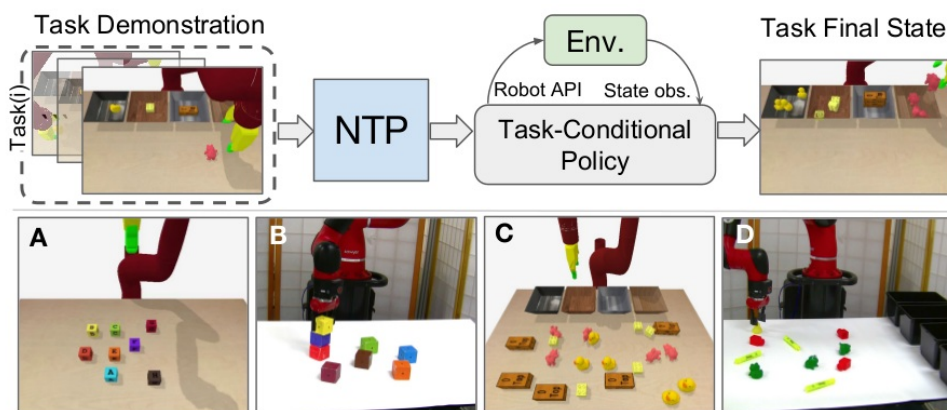 Task Demonstration
Task(i)
NTP
Env.
Robot API
State obs.
Task-Conditional
Policy
Task Final State
A
B
C
D